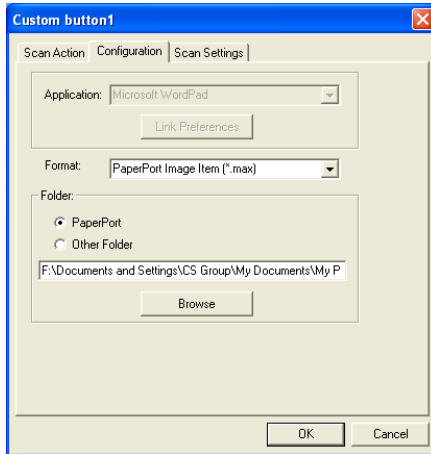 Custom button1
Scan Action Configuration Scan Settings
Application: Microsoft WordPad
Link Preferences
Format: PaperPort Image Item (*.max)
Folder:
PaperPort
Other Folder
F:\Documents and Settings\CS Group\My Documents\My P
Browse
OK Cancel